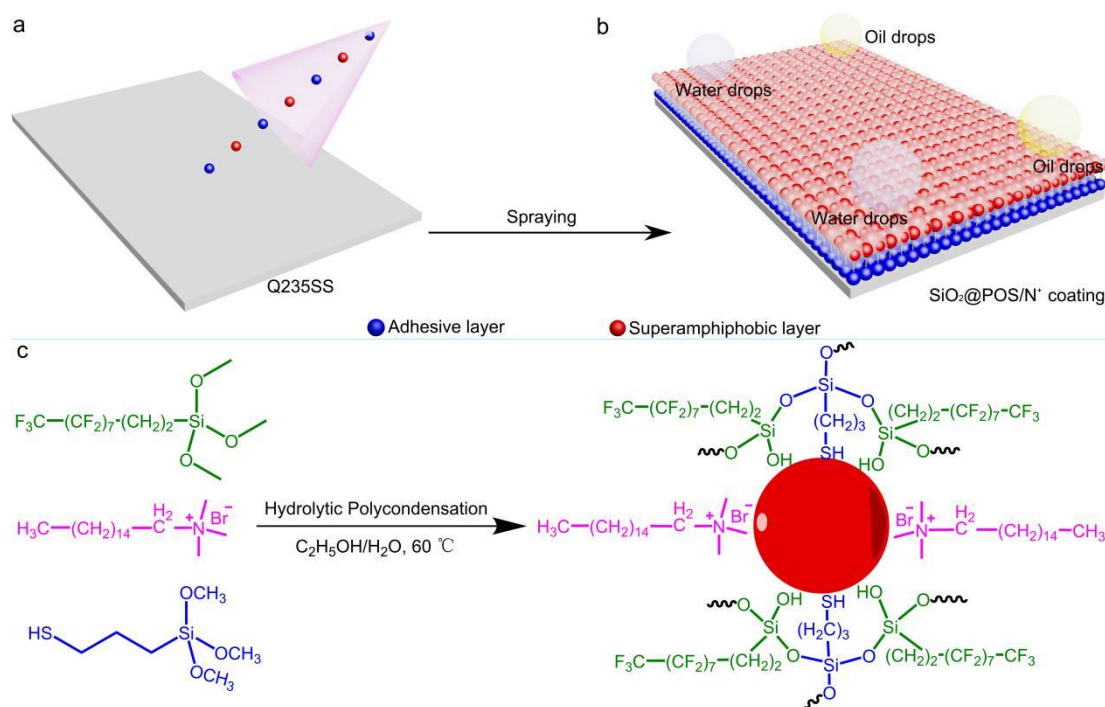 a
b
Oil drops
Water drops
Oil drops
Water drops
Spraying
Q235SS
SiO₂@POS/N⁺ coating
Adhesive layer
Superamphiphobic layer
c
O
F₃C-(CF₂)₇-(H₂C)₂
Si
O
O
(CH₂)₂-(CF₂)₇-CF₃
O
F₃C-(CF₂)₇-(CH₂)₂-Si
O
O
(CH₂)₃
Si
Si
O
OH
SH
HO
O
H₃C-(CH₂)₁₄-C-N Br⁻
H₂
+
Hydrolytic Polycondensation
C₂H₅OH/H₂O, 60 ℃
H₃C-(CH₂)₁₄-C-N Br⁻
H₂
+
Br⁻ N-C-(CH₂)₁₄-CH₃
+
H₂
HS
OCH₃
Si
OCH₃
OCH₃
O
OH
SH
HO
O
Si
(H₂C)₃
Si
F₃C-(CF₂)₇-(H₂C)₂
O
Si
O
(CH₂)₂-(CF₂)₇-CF₃
O